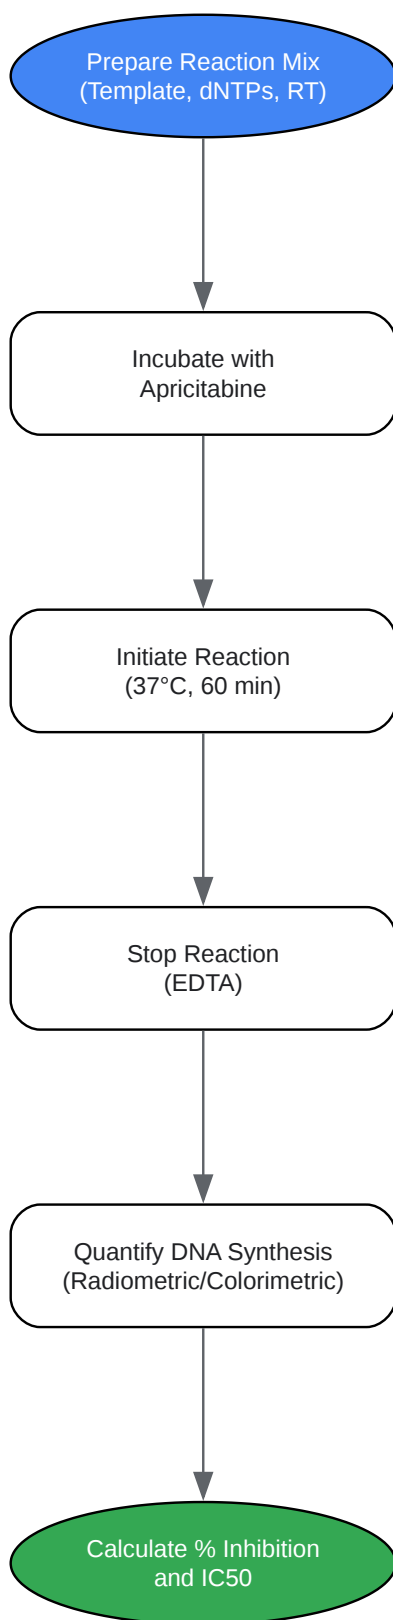 Prepare Reaction Mix
(Template, dNTPs, RT)
Incubate with
Apricitabine
Initiate Reaction
(37°C, 60 min)
Stop Reaction
(EDTA)
Quantify DNA Synthesis
(Radiometric/Colorimetric)
Calculate % Inhibition
and IC50